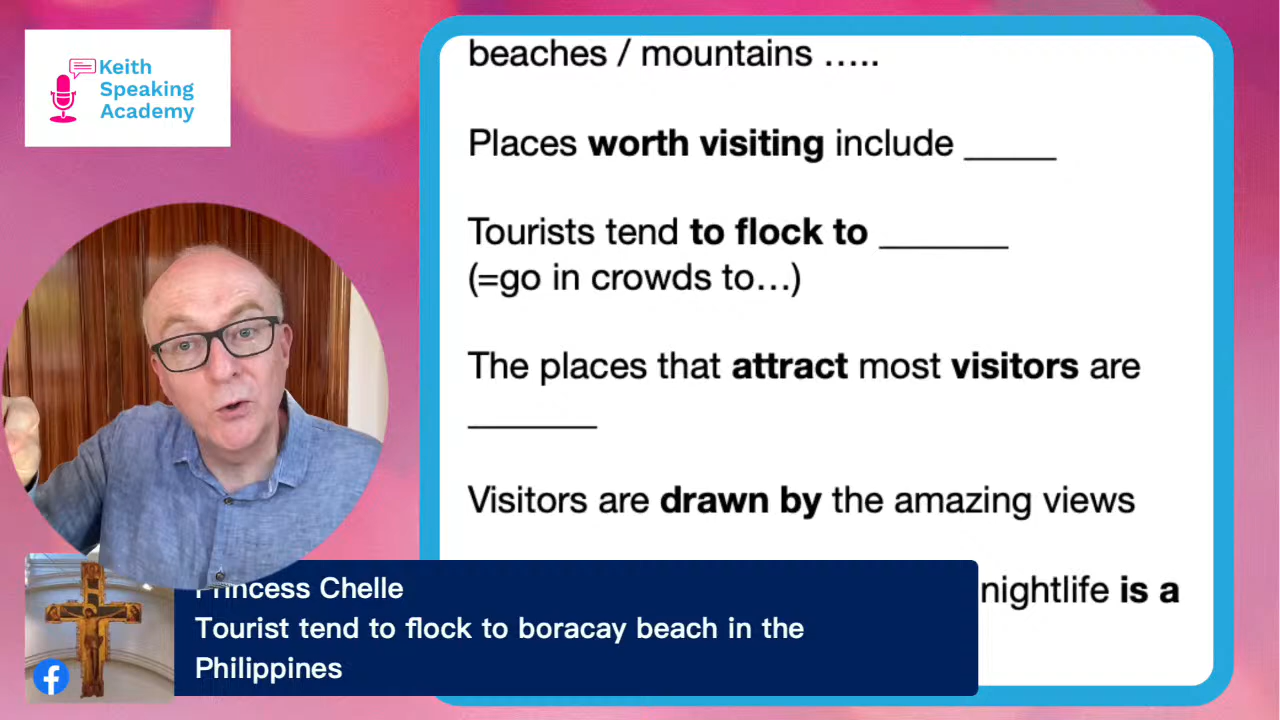 Keith
Speaking
Academy
beaches / mountains …..
Places worth visiting include _____
Tourists tend to flock to _______
(=go in crowds to…)
The places that attract most visitors are
_______
Visitors are drawn by the amazing views
nightlife is a
Princess Chelle
Tourist tend to flock to boracay beach in the
Philippines